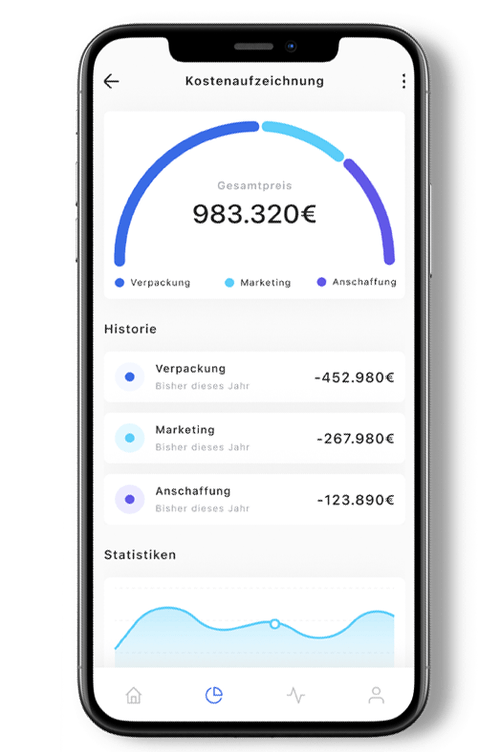 Kostenaufzeichnung
Gesamtpreis
983.320€
Verpackung Marketing Anschaffung
Historie
Verpackung
Bisher dieses Jahr
-452.980€
Marketing
Bisher dieses Jahr
-267.980€
Anschaffung
Bisher dieses Jahr
-123.890€
Statistiken